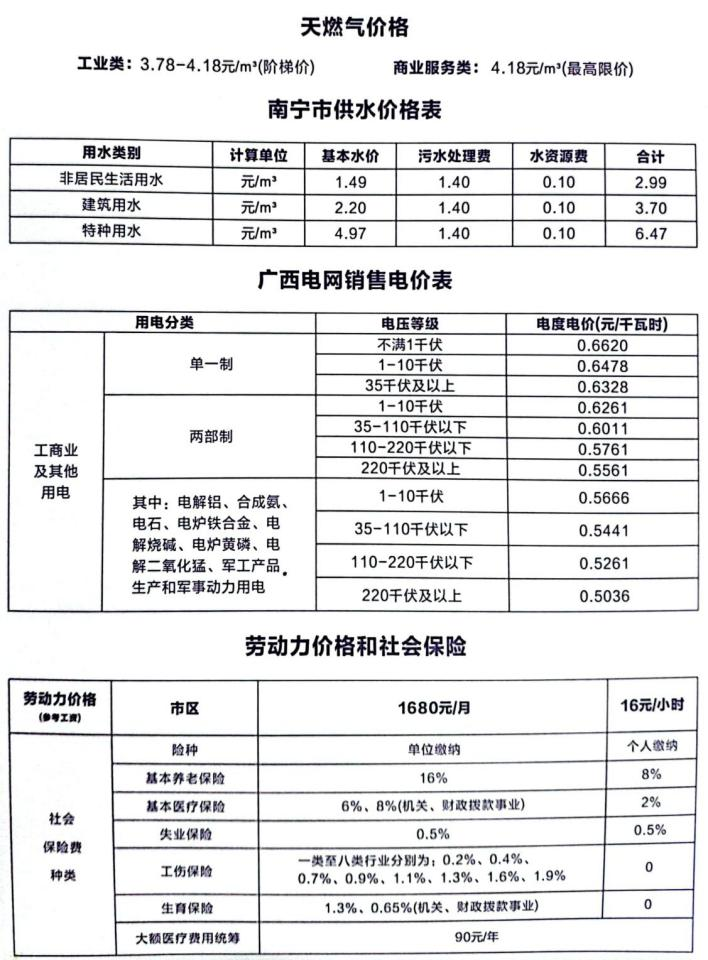 天燃气价格
工业类：3.78-4.18元/m³(阶梯价) 商业服务类：4.18元/m³(最高限价)
南宁市供水价格表
用水类别 计算单位 基本水价 污水处理费 水资源费 合计
非居民生活用水 元/m³ 1.49 1.40 0.10 2.99
建筑用水 元/m³ 2.20 1.40 0.10 3.70
特种用水 元/m³ 4.97 1.40 0.10 6.47
广西电网销售电价表
用电分类 电压等级 电度电价(元/千瓦时)
工商业
及其他
用电
单一制
不满1千伏 0.6620
1-10千伏 0.6478
35千伏及以上 0.6328
两部制
1-10千伏 0.6261
35-110千伏以下 0.6011
110-220千伏以下 0.5761
220千伏及以上 0.5561
其中：电解铝、合成氨、
电石、电炉铁合金、电
解烧碱、电炉黄磷、电
解二氧化猛、军工产品
生产和军事动力用电
1-10千伏 0.5666
35-110千伏以下 0.5441
110-220千伏以下 0.5261
220千伏及以上 0.5036
劳动力价格和社会保险
劳动力价格
(参考工资)
市区 1680元/月 16元/小时
社会
保险费
种类
险种 单位缴纳 个人缴纳
基本养老保险 16% 8%
基本医疗保险 6%、8%(机关、财政拨款事业) 2%
失业保险 0.5% 0.5%
工伤保险 一类至八类行业分别为：0.2%、0.4%、
0.7%、0.9%、1.1%、1.3%、1.6%、1.9% 0
生育保险 1.3%、0.65%(机关、财政拨款事业) 0
大额医疗费用统筹 90元/年